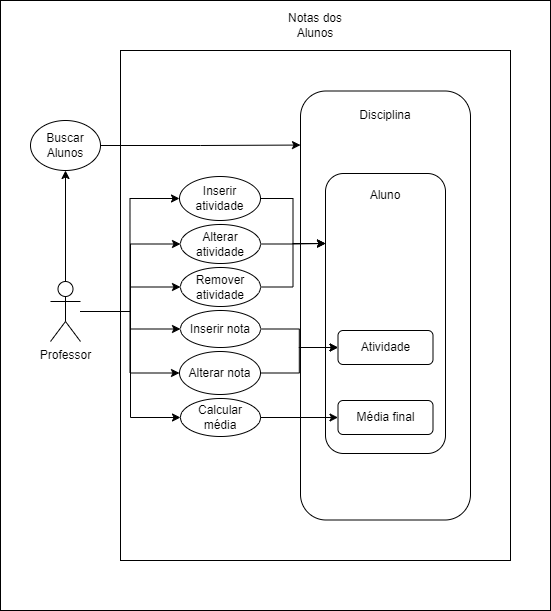 Notas dos
Alunos
Disciplina
Buscar
Alunos
Inserir
atividade
Aluno
Alterar
atividade
Remover
atividade
Inserir nota
Atividade
Professor
Alterar nota
Calcular
média
Média final